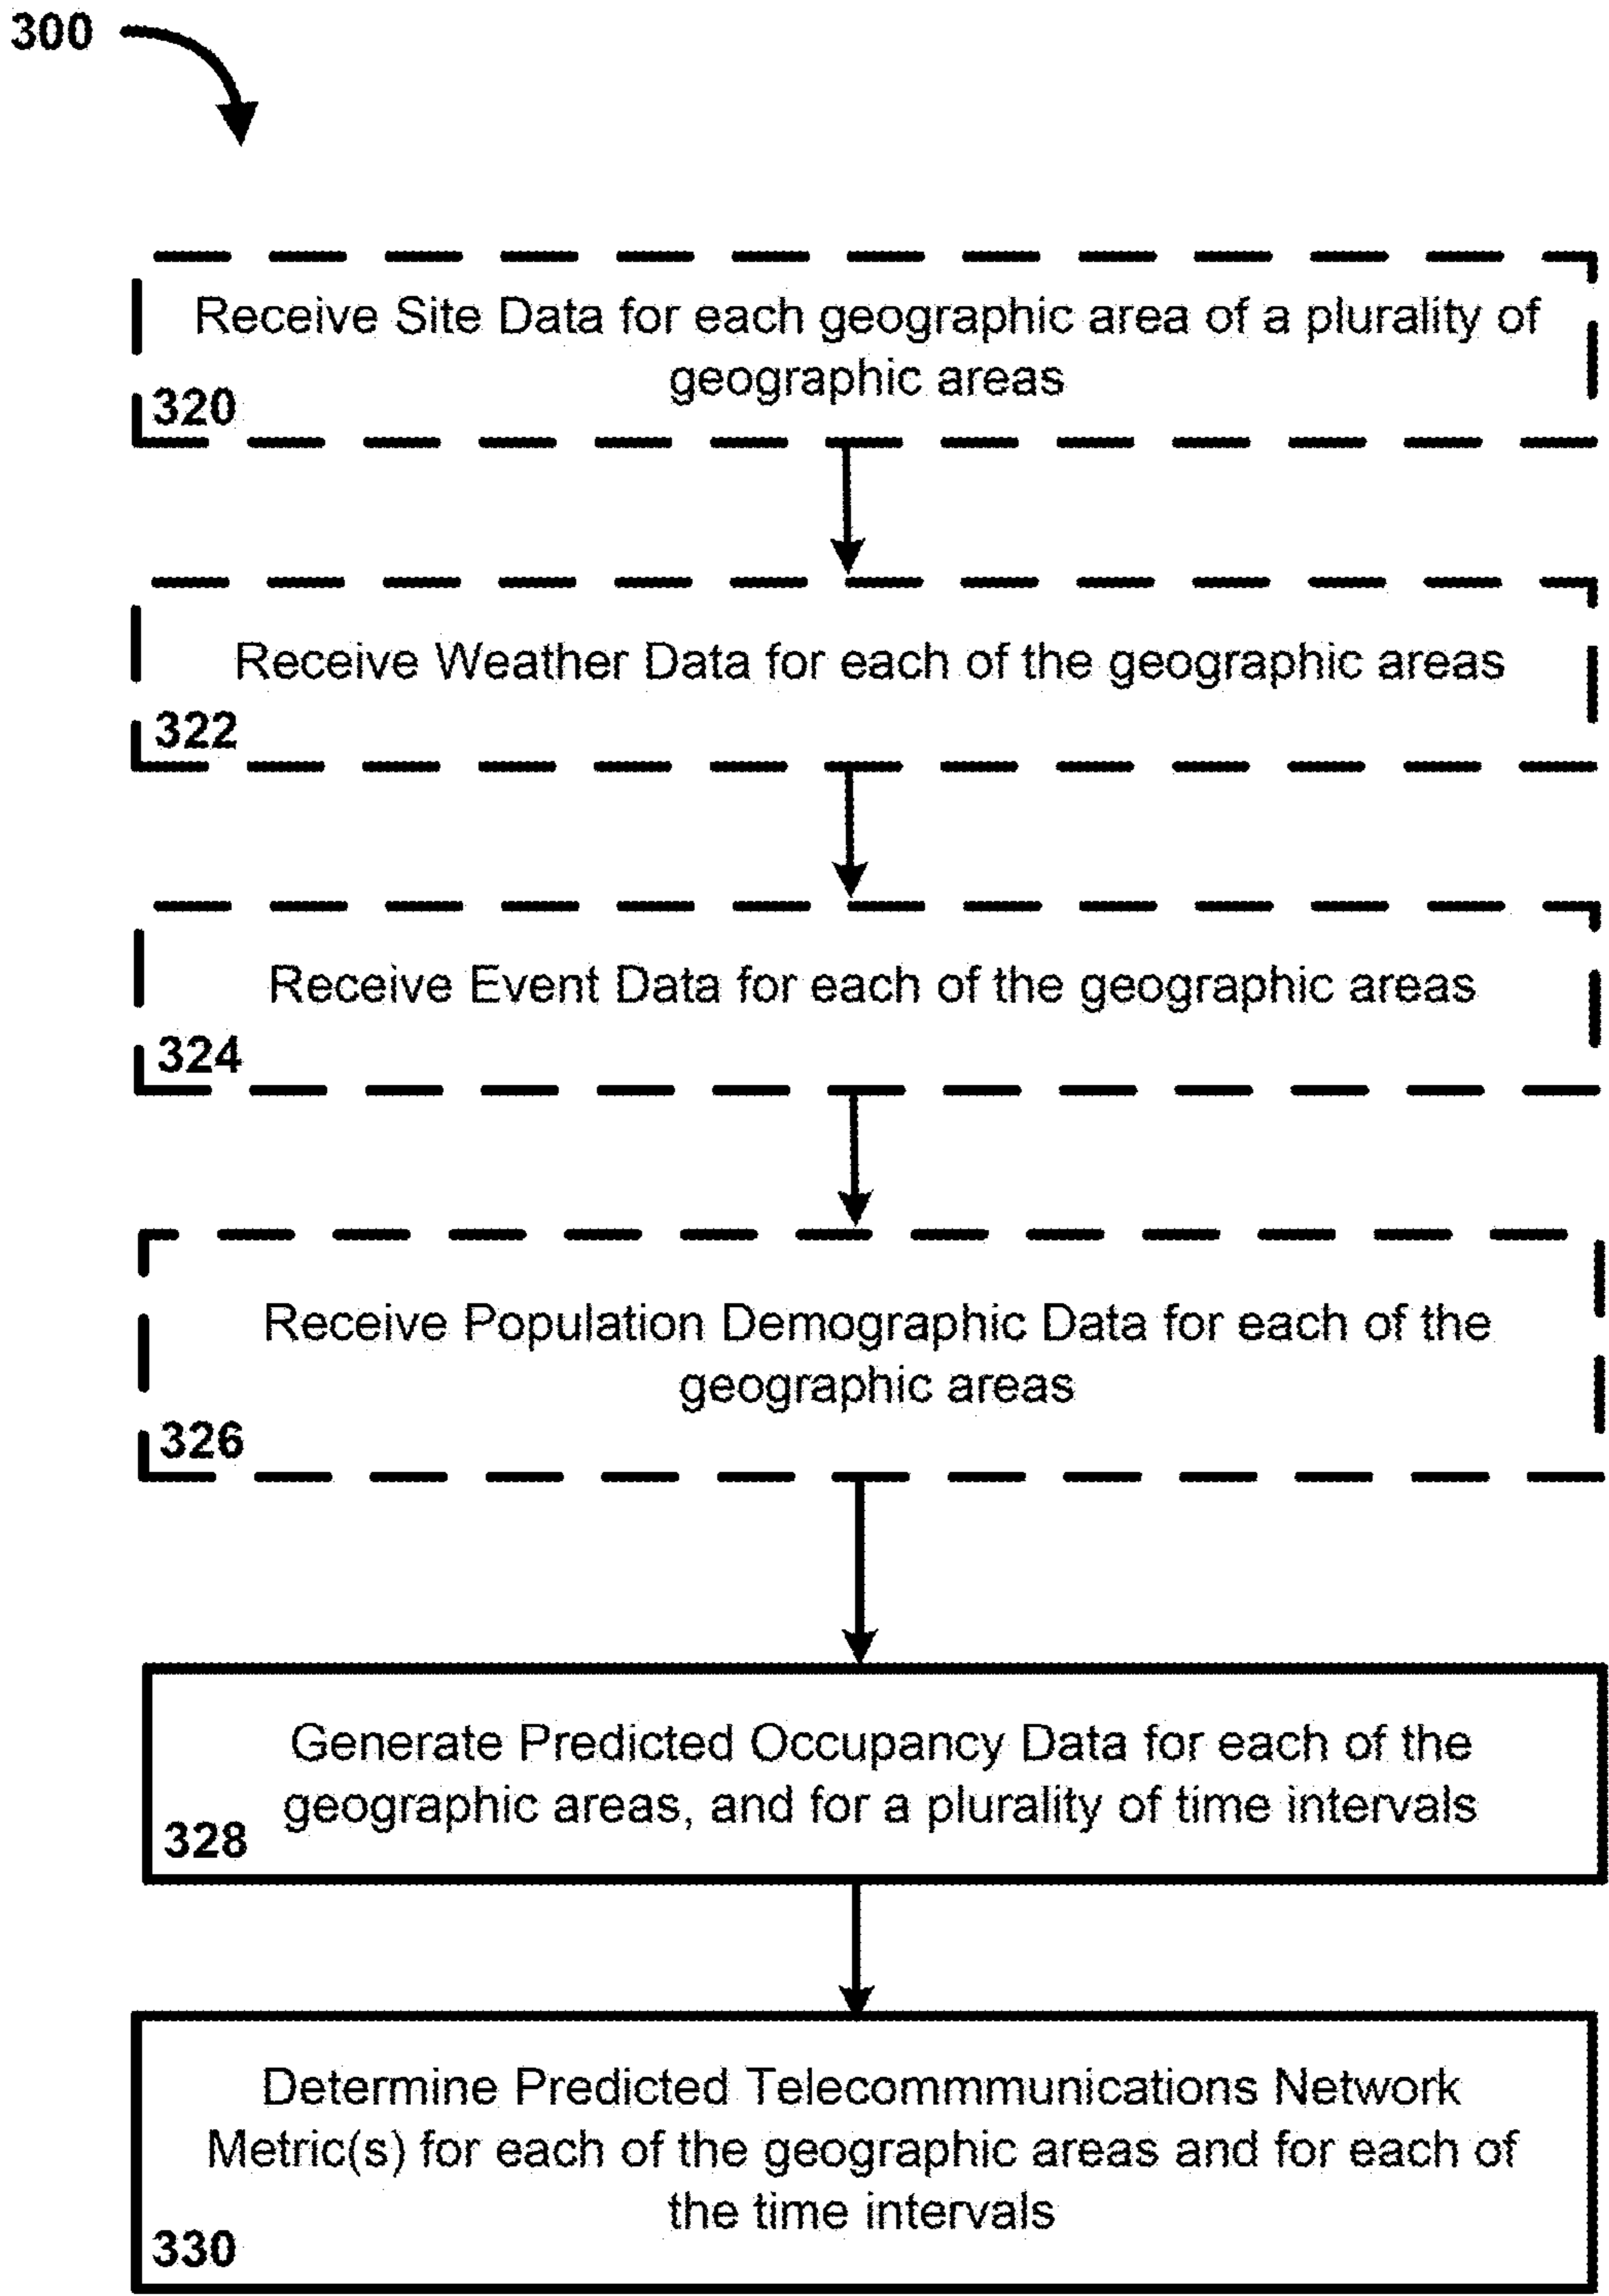 300
Receive Site Data for each geographic area of a plurality of
geographic areas
320
Receive Weather Data for each of the geographic areas
322
Receive Event Data for each of the geographic areas
324
Receive Population Demographic Data for each of the
geographic areas
326
Generate Predicted Occupancy Data for each of the
geographic areas, and for a plurality of time intervals
328
Determine Predicted Telecommmunications Network
Metric(s) for each of the geographic areas and for each of
the time intervals
330